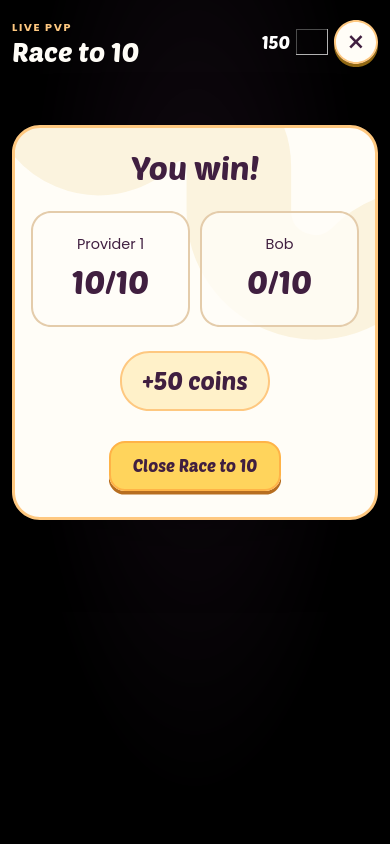 LIVE PVP
Race to 10
150
×
You win!
Provider 1
10/10
Bob
0/10
+50 coins
Close Race to 10